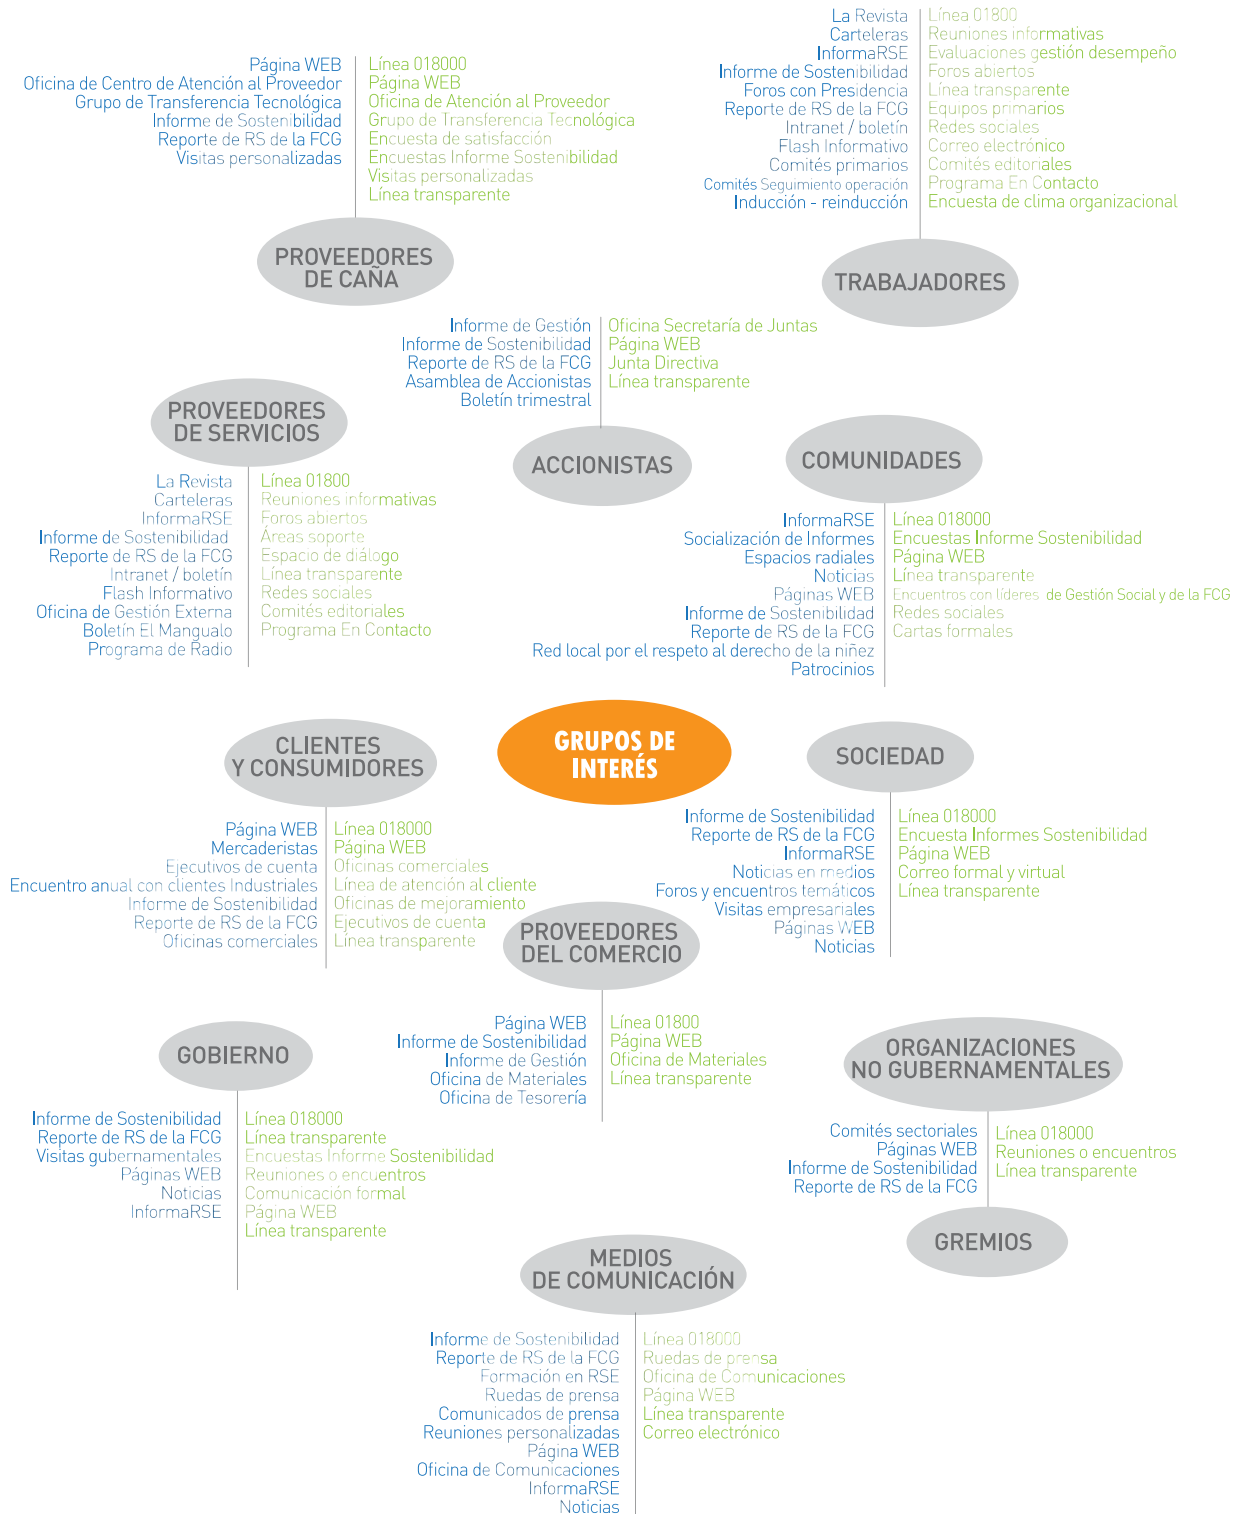 Página WEB
Oficina de Centro de Atención al Proveedor
Grupo de Transferencia Tecnológica
Informe de Sostenibilidad
Reporte de RS de la FCG
Visitas personalizadas
Línea 018000
Página WEB
Oficina de Atención al Proveedor
Grupo de Transferencia Tecnológica
Encuesta de satisfacción
Encuestas Informe Sostenibilidad
Visitas personalizadas
Línea transparente
PROVEEDORES
DE CAÑA
La Revista
Carteleras
InformaRSE
Informe de Sostenibilidad
Foros con Presidencia
Reporte de RS de la FCG
Intranet / boletín
Flash Informativo
Comités primarios
Comités Seguimiento operación
Inducción - reinducción
Línea 01800
Reuniones informativas
Evaluaciones gestión desempeño
Foros abiertos
Línea transparente
Equipos primarios
Redes sociales
Correo electrónico
Comités editoriales
Programa En Contacto
Encuesta de clima organizacional
TRABAJADORES
Informe de Gestión
Informe de Sostenibilidad
Reporte de RS de la FCG
Asamblea de Accionistas
Boletín trimestral
Oficina Secretaría de Juntas
Página WEB
Junta Directiva
Línea transparente
ACCIONISTAS
PROVEEDORES
DE SERVICIOS
La Revista
Carteleras
InformaRSE
Informe de Sostenibilidad
Reporte de RS de la FCG
Intranet / boletín
Flash Informativo
Oficina de Gestión Externa
Boletín El Mangualo
Programa de Radio
Línea 01800
Reuniones informativas
Foros abiertos
Áreas soporte
Espacio de diálogo
Línea transparente
Redes sociales
Comités editoriales
Programa En Contacto
COMUNIDADES
InformaRSE
Socialización de Informes
Espacios radiales
Noticias
Páginas WEB
Informe de Sostenibilidad
Reporte de RS de la FCG
Red local por el respeto al derecho de la niñez
Patrocinios
Línea 018000
Encuestas Informe Sostenibilidad
Página WEB
Línea transparente
Encuentros con líderes de Gestión Social y de la FCG
Redes sociales
Cartas formales
GRUPOS DE
INTERÉS
CLIENTES
Y CONSUMIDORES
Página WEB
Mercaderistas
Ejecutivos de cuenta
Encuentro anual con clientes Industriales
Informe de Sostenibilidad
Reporte de RS de la FCG
Oficinas comerciales
Línea 018000
Página WEB
Oficinas comerciales
Línea de atención al cliente
Oficinas de mejoramiento
Ejecutivos de cuenta
Línea transparente
SOCIEDAD
Informe de Sostenibilidad
Reporte de RS de la FCG
InformaRSE
Noticias en medios
Foros y encuentros temáticos
Visitas empresariales
Páginas WEB
Noticias
Línea 018000
Encuesta Informes Sostenibilidad
Página WEB
Correo formal y virtual
Línea transparente
PROVEEDORES
DEL COMERCIO
Página WEB
Informe de Sostenibilidad
Informe de Gestión
Oficina de Materiales
Oficina de Tesorería
Línea 01800
Página WEB
Oficina de Materiales
Línea transparente
GOBIERNO
Informe de Sostenibilidad
Reporte de RS de la FCG
Visitas gubernamentales
Páginas WEB
Noticias
InformaRSE
Línea 018000
Línea transparente
Encuestas Informe Sostenibilidad
Reuniones o encuentros
Comunicación formal
Página WEB
Línea transparente
ORGANIZACIONES
NO GUBERNAMENTALES
Comités sectoriales
Páginas WEB
Informe de Sostenibilidad
Reporte de RS de la FCG
Línea 018000
Reuniones o encuentros
Línea transparente
GREMIOS
MEDIOS
DE COMUNICACIÓN
Informe de Sostenibilidad
Reporte de RS de la FCG
Formación en RSE
Ruedas de prensa
Comunicados de prensa
Reuniones personalizadas
Página WEB
Oficina de Comunicaciones
InformaRSE
Noticias
Línea 018000
Ruedas de prensa
Oficina de Comunicaciones
Página WEB
Línea transparente
Correo electrónico